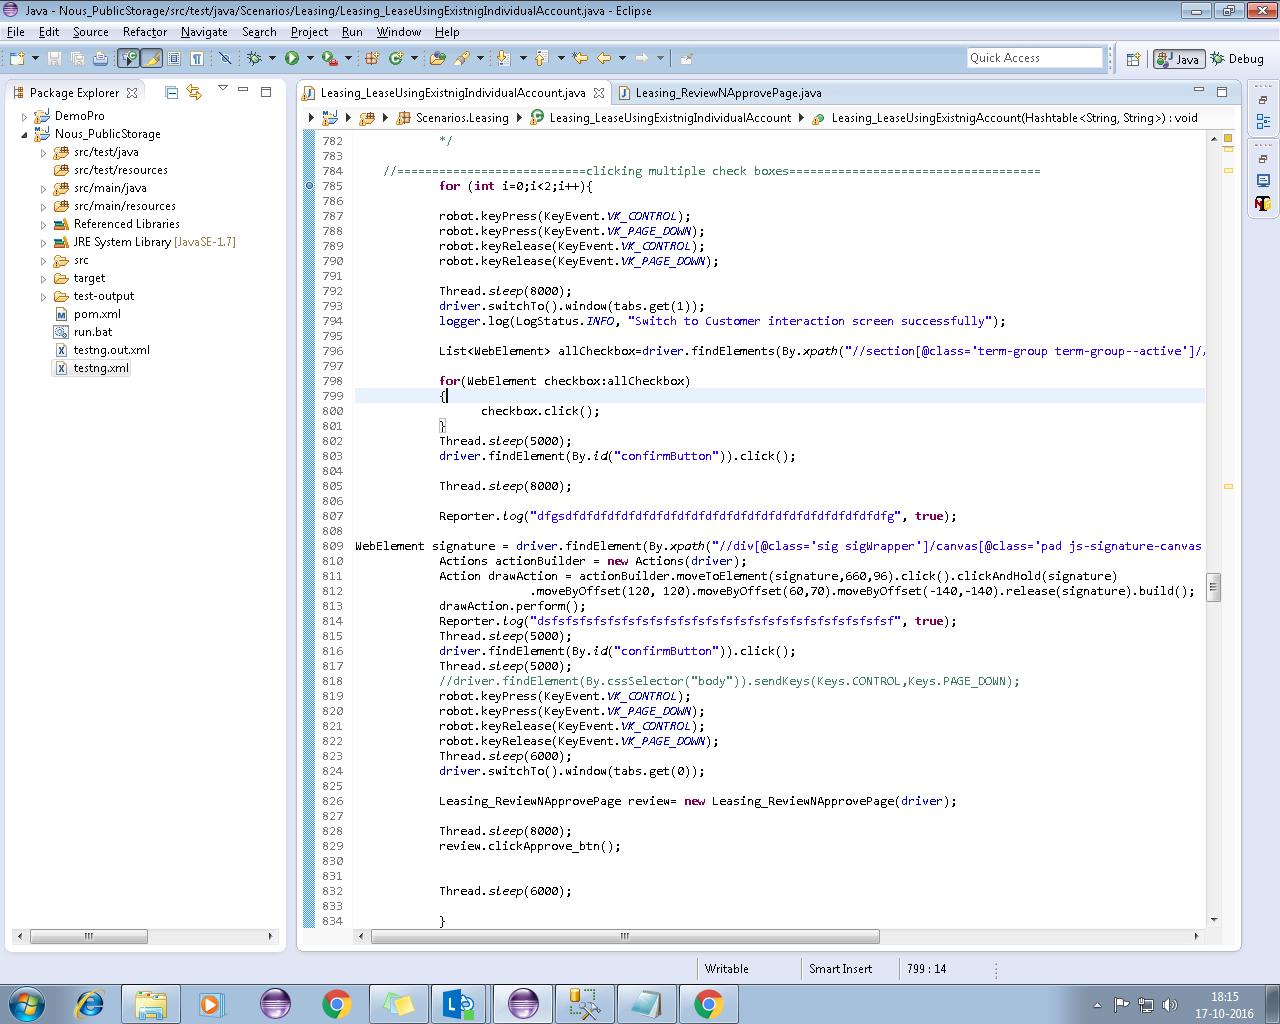 Java - Nous_PublicStorage/src/test/java/Scenarios/Leasing/Leasing_LeaseUsingExistnigIndividualAccount.java - Eclipse
File Edit Source Refactor Navigate Search Project Run Window Help
Quick Access
Java
Debug
Package Explorer
DemoPro
Nous_PublicStorage
src/test/java
src/test/resources
src/main/java
src/main/resources
Referenced Libraries
JRE System Library [JavaSE-1.7]
src
target
test-output
pom.xml
run.bat
testng.out.xml
testng.xml
Leasing_LeaseUsingExistnigIndividualAccount.java
Leasing_ReviewNApprovePage.java
Scenarios.Leasing
Leasing_LeaseUsingExistnigIndividualAccount
Leasing_LeaseUsingExistnigAccount(Hashtable<String, String>) : void
782 */
783
784 //===========================clicking multiple check boxes====================================
785 for (int i=0;i<2;i++){
786
787 robot.keyPress(KeyEvent.VK_CONTROL);
788 robot.keyPress(KeyEvent.VK_PAGE_DOWN);
789 robot.keyRelease(KeyEvent.VK_CONTROL);
790 robot.keyRelease(KeyEvent.VK_PAGE_DOWN);
791
792 Thread.sleep(8000);
793 driver.switchTo().window(tabs.get(1));
794 logger.log(LogStatus.INFO, "Switch to Customer interaction screen successfully");
795
796 List<WebElement> allCheckbox=driver.findElements(By.xpath("//section[@class='term-group term-group--active']/
797
798 for(WebElement checkbox:allCheckbox)
799 {
800 checkbox.click();
801 }
802 Thread.sleep(5000);
803 driver.findElement(By.id("confirmButton")).click();
804
805 Thread.sleep(8000);
806
807 Reporter.log("dfgsdfdfdfdfdfdfdfdfdfdfdfdfdfdfdfdfdfdfdfdfdfdfdfdfg", true);
808
809 WebElement signature = driver.findElement(By.xpath("//div[@class='sig sigWrapper']/canvas[@class='pad js-signature-canvas
810 Actions actionBuilder = new Actions(driver);
811 Action drawAction = actionBuilder.moveToElement(signature,660,96).click().clickAndHold(signature)
812 .moveByOffset(120, 120).moveByOffset(60,70).moveByOffset(-140,-140).release(signature).build();
813 drawAction.perform();
814 Reporter.log("dsfsfsfsfsfsfsfsfsfsfsfsfsfsfsfsfsfsfsfsfsfsfsfsfsf", true);
815 Thread.sleep(5000);
816 driver.findElement(By.id("confirmButton")).click();
817 Thread.sleep(5000);
818 //driver.findElement(By.cssSelector("body")).sendKeys(Keys.CONTROL,Keys.PAGE_DOWN);
819 robot.keyPress(KeyEvent.VK_CONTROL);
820 robot.keyPress(KeyEvent.VK_PAGE_DOWN);
821 robot.keyRelease(KeyEvent.VK_CONTROL);
822 robot.keyRelease(KeyEvent.VK_PAGE_DOWN);
823 Thread.sleep(6000);
824 driver.switchTo().window(tabs.get(0));
825
826 Leasing_ReviewNApprovePage review= new Leasing_ReviewNApprovePage(driver);
827
828 Thread.sleep(8000);
829 review.clickApprove_btn();
830
831
832 Thread.sleep(6000);
833
834 }
Writable Smart Insert 799 : 14
18:15
17-10-2016